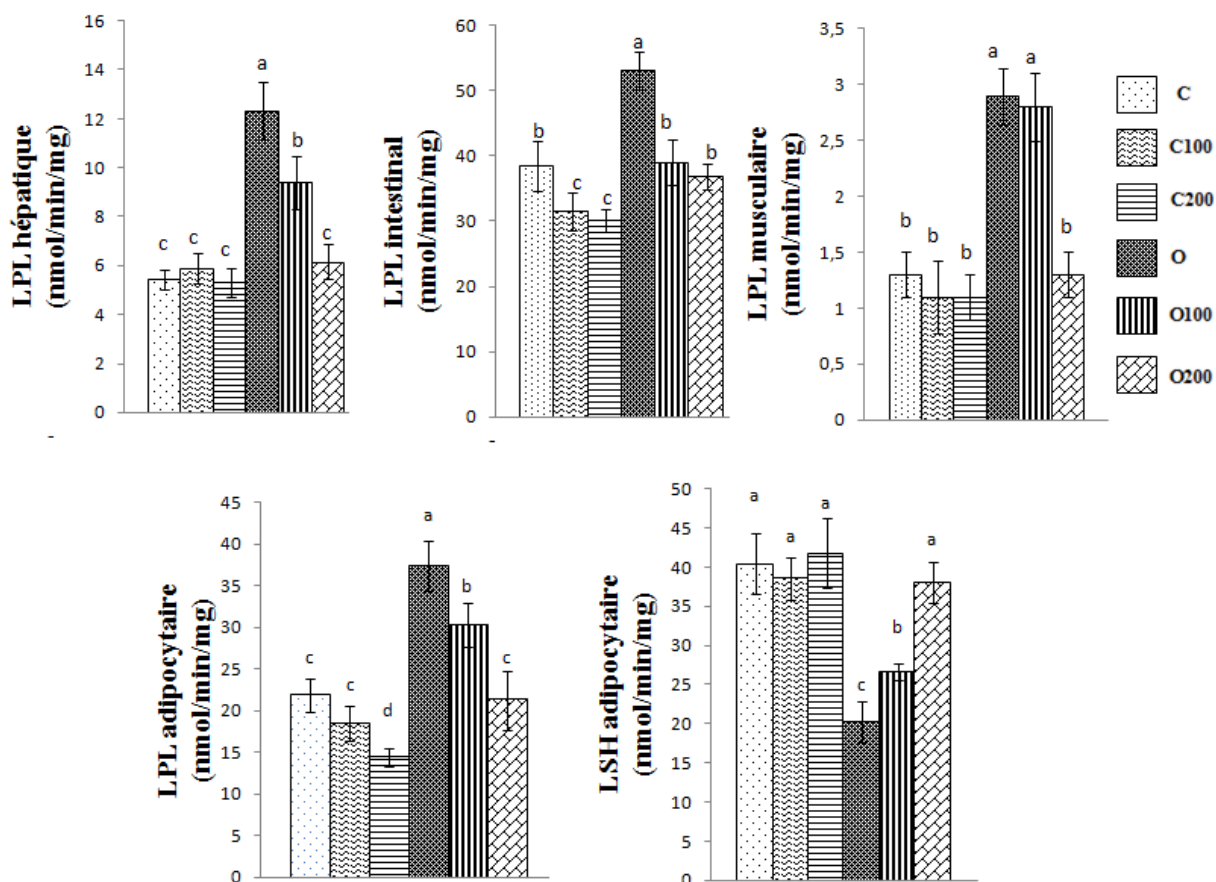 LPL hépatique
(nmol/min/mg)
16
14
12
10
8
6
4
2
0
c
c
c
a
b
c
-
LPL intestinal
(nmol/min/mg)
60
50
40
30
20
10
0
b
c
c
a
b
b
-
LPL musculaire
(nmol/min/mg)
3,5
3
2,5
2
1,5
1
0,5
0
b
b
b
a
a
b
C
C100
C200
O
O100
O200
LPL adipocytaire
(nmol/min/mg)
45
40
35
30
25
20
15
10
5
0
c
c
d
a
b
c
LSH adipocytaire
(nmol/min/mg)
50
45
40
35
30
25
20
15
10
5
0
a
a
a
c
b
a